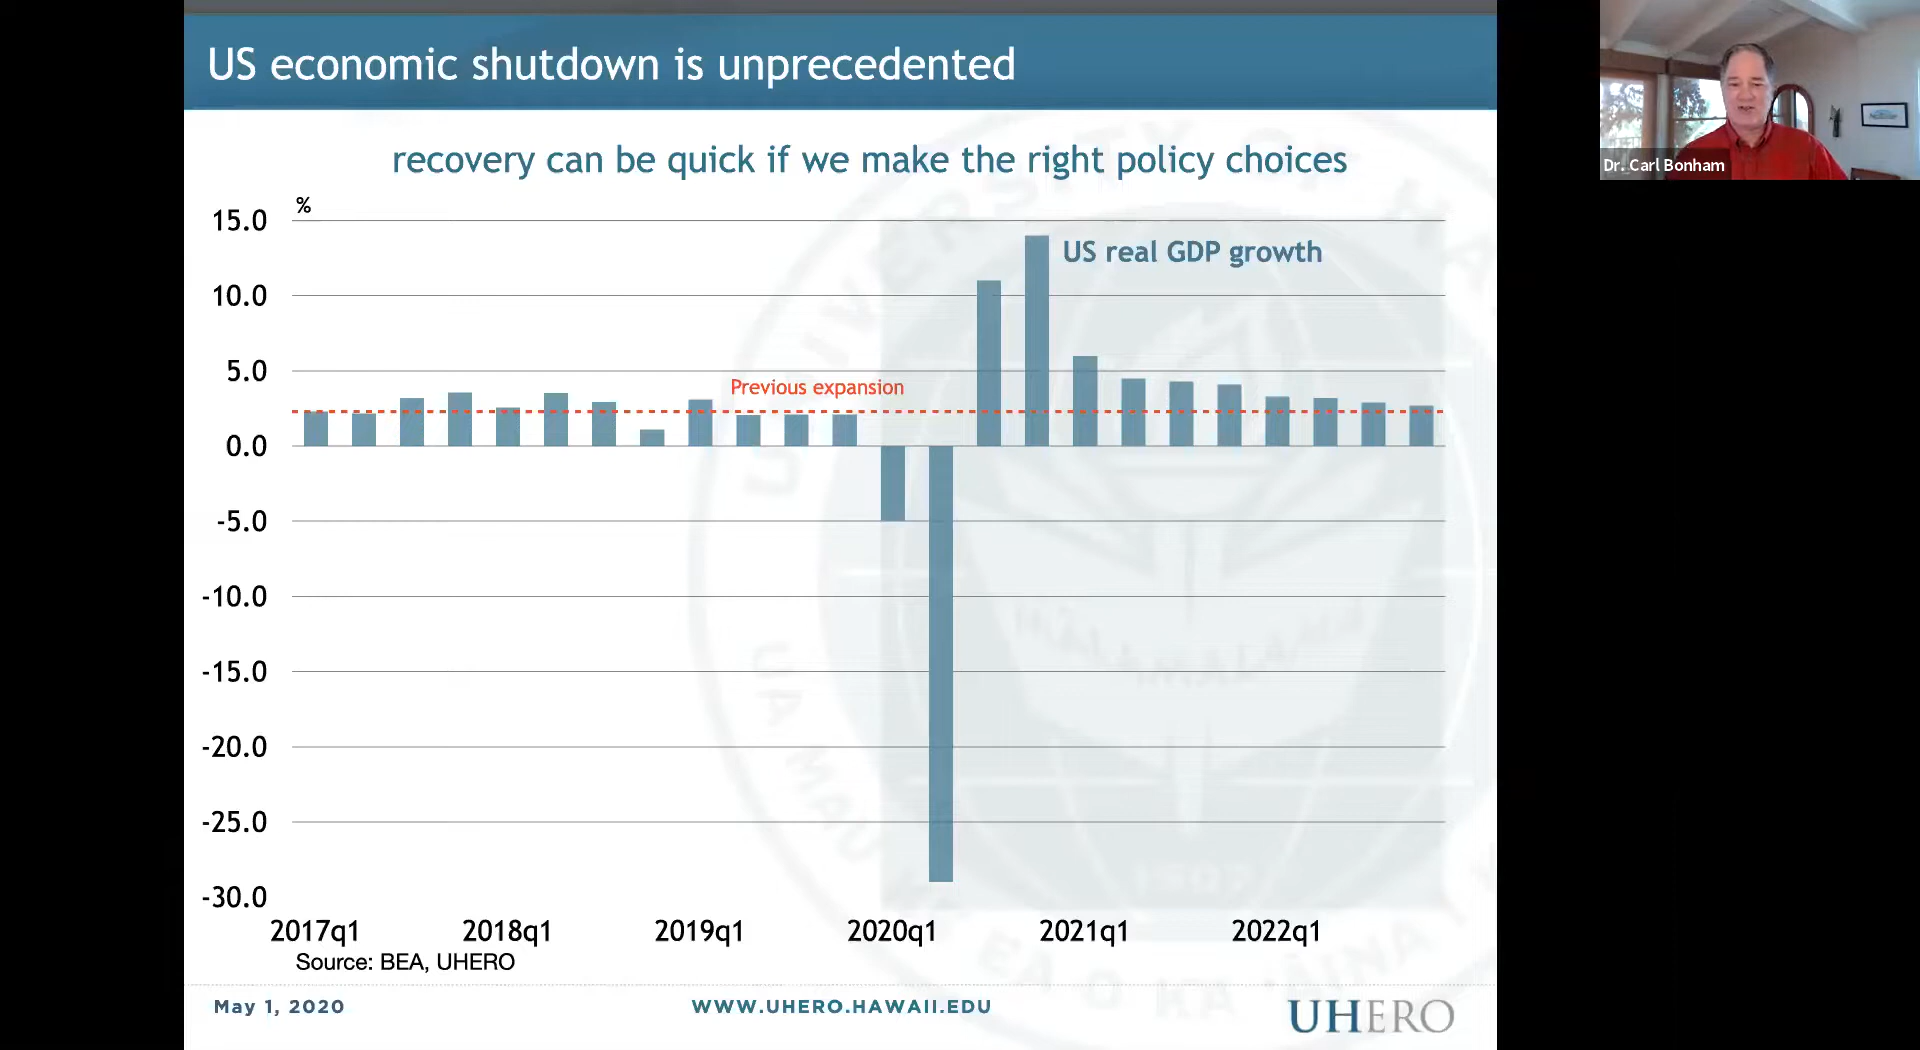 US economic shutdown is unprecedented
recovery can be quick if we make the right policy choices
%
15.0
10.0
5.0
0.0
-5.0
-10.0
-15.0
-20.0
-25.0
-30.0
US real GDP growth
Previous expansion
2017q1 2018q1 2019q1 2020q1 2021q1 2022q1
Source: BEA, UHERO
May 1, 2020
WWW.UHERO.HAWAII.EDU
UHERO
Dr. Carl Bonham